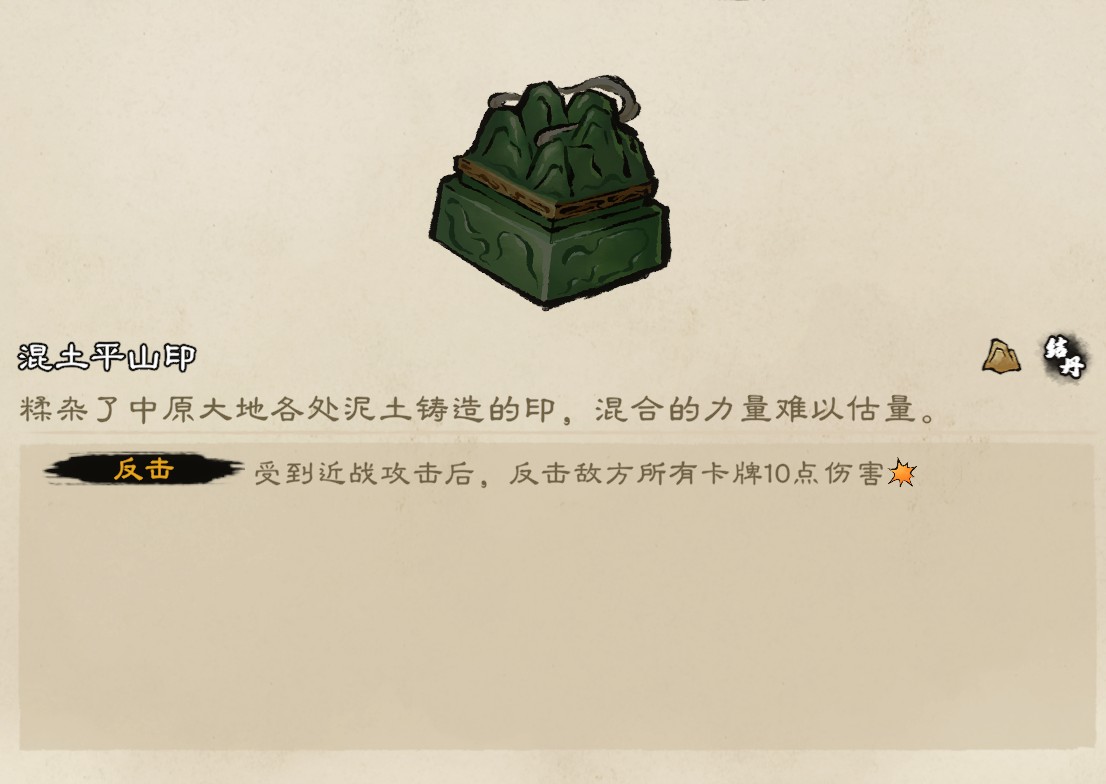 混土平山印
结丹
糅杂了中原大地各处泥土铸造的印，混合的力量难以估量。
反击 受到近战攻击后，反击敌方所有卡牌10点伤害